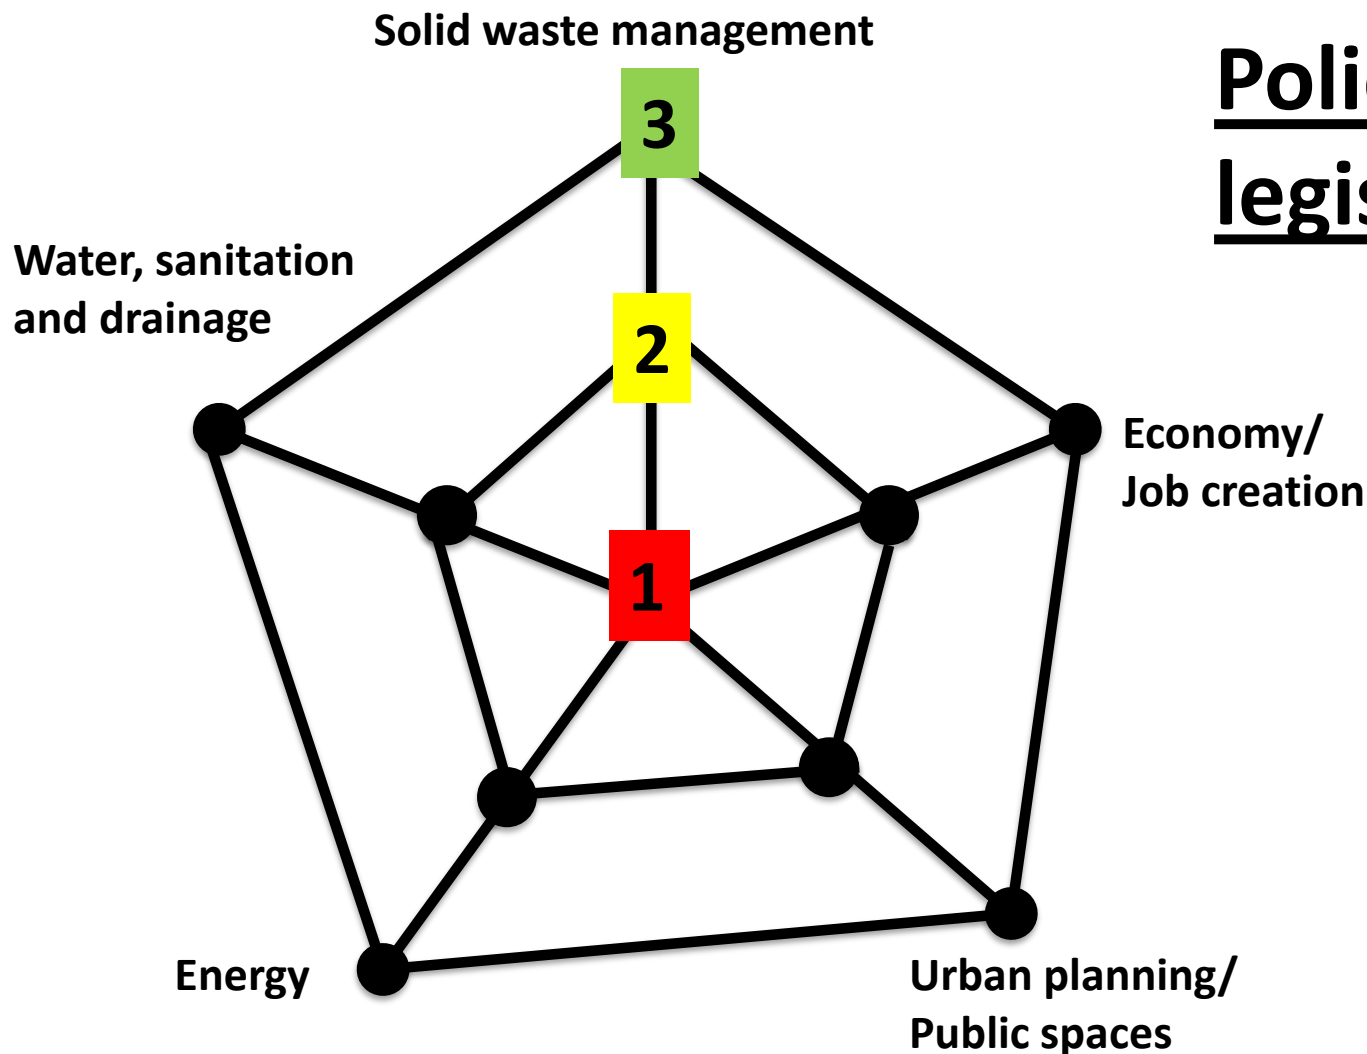 Solid waste management
3
Water, sanitation
and drainage
2
Economy/
Job creation
1
Energy
Urban planning/
Public spaces